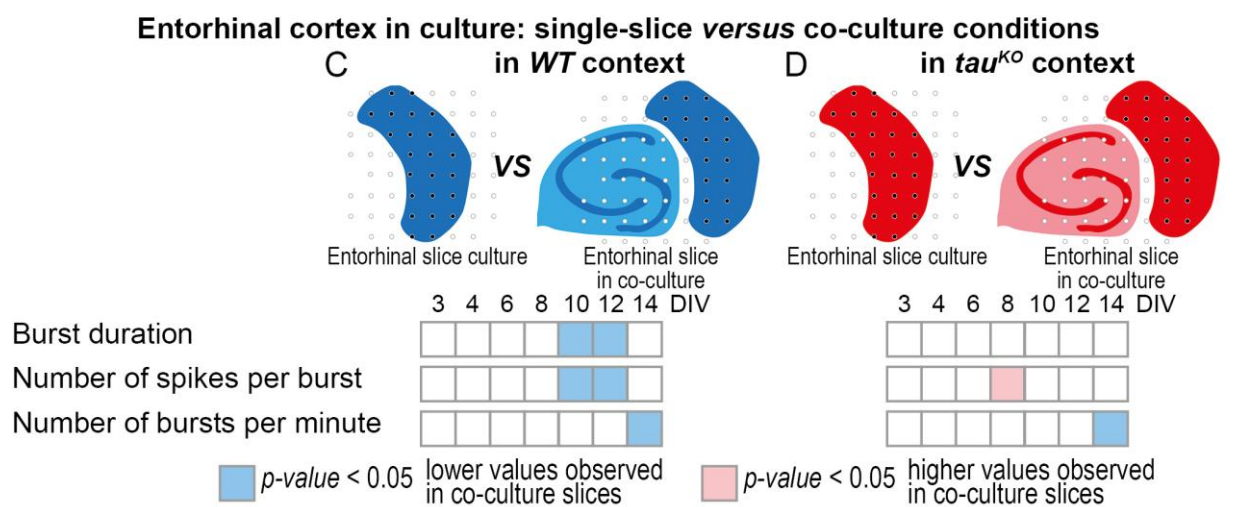 Entorhinal cortex in culture: single-slice versus co-culture conditions
C in WT context
D in tauKO context
VS
VS
Entorhinal slice culture
Entorhinal slice
in co-culture
Entorhinal slice culture
Entorhinal slice
in co-culture
3 4 6 8 10 12 14 DIV
3 4 6 8 10 12 14 DIV
Burst duration
Number of spikes per burst
Number of bursts per minute
p-value < 0.05 lower values observed
in co-culture slices
p-value < 0.05 higher values observed
in co-culture slices